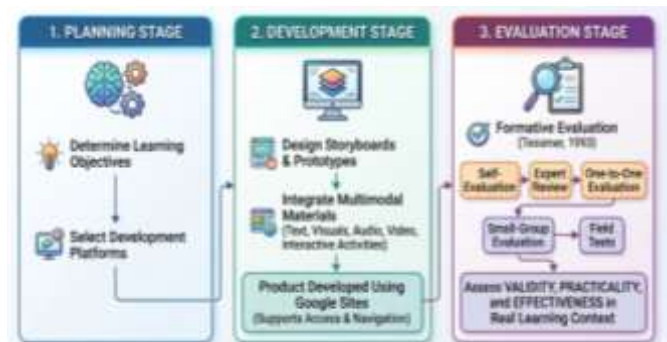 1. PLANNING STAGE
Determine Learning
Objectives
Select Development
Platforms
2. DEVELOPMENT STAGE
Design Storyboards
& Prototypes
Integrate Multimodal
Materials
(Text, Visuals, Audio, Video,
Interactive Activities)
Product Developed Using
Google Sites
(Supports Access & Navigation)
3. EVALUATION STAGE
Formative Evaluation
(Tessmer, 1993)
Self-
Evaluation
Expert
Review
One-to-One
Evaluation
Small-Group
Evaluation
Field
Tests
Assess VALIDITY, PRACTICALITY,
and EFFECTIVENESS in
Real Learning Context